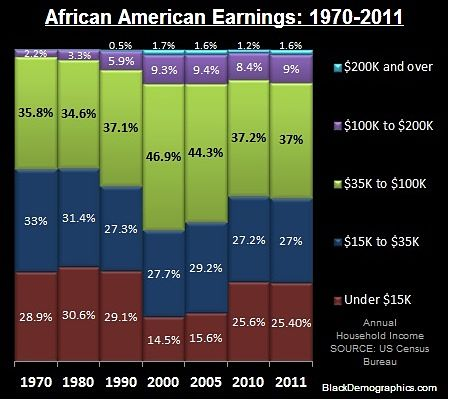 African American Earnings: 1970-2011
0.5% 1.7% 1.6% 1.2% 1.6%
2.2% 3.3% 5.9% 9.3% 9.4% 8.4% 9%
35.8% 34.6% 37.1% 46.9% 44.3% 37.2% 37%
33% 31.4% 27.3% 27.7% 29.2% 27.2% 27%
28.9% 30.6% 29.1% 14.5% 15.6% 25.6% 25.40%
1970 1980 1990 2000 2005 2010 2011
$200K and over
$100K to $200K
$35K to $100K
$15K to $35K
Under $15K
Annual
Household Income
SOURCE: US Census
Bureau
BlackDemographics.com